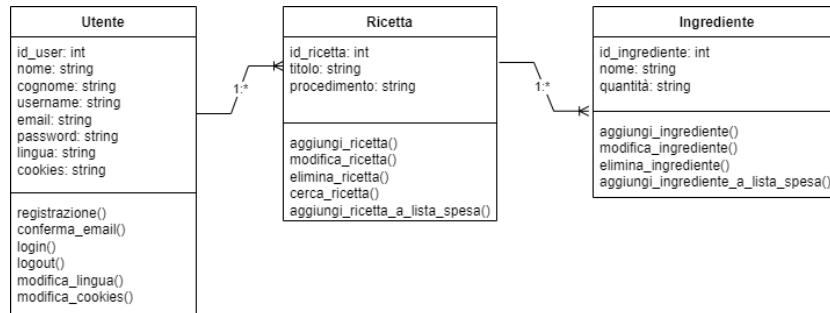 Utente
id_user: int
nome: string
cognome: string
username: string
email: string
password: string
lingua: string
cookies: string
registrazione()
conferma_email()
login()
logout()
modifica_lingua()
modifica_cookies()
1:*
Ricetta
id_ricetta: int
titolo: string
procedimento: string
aggiungi_ricetta()
modifica_ricetta()
elimina_ricetta()
cerca_ricetta()
aggiungi_ricetta_a_lista_spesa()
1:*
Ingrediente
id_ingrediente: int
nome: string
quantità: string
aggiungi_ingrediente()
modifica_ingrediente()
elimina_ingrediente()
aggiungi_ingrediente_a_lista_spesa()